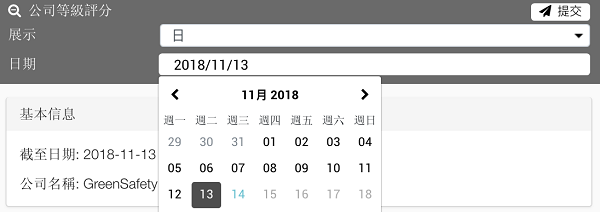 公司等級評分 提交
展示 日
日期 2018/11/13
11月 2018
週一 週二 週三 週四 週五 週六 週日
29 30 31 01 02 03 04
05 06 07 08 09 10 11
12 13 14 15 16 17 18
基本信息
截至日期: 2018-11-13
公司名稱: GreenSafety